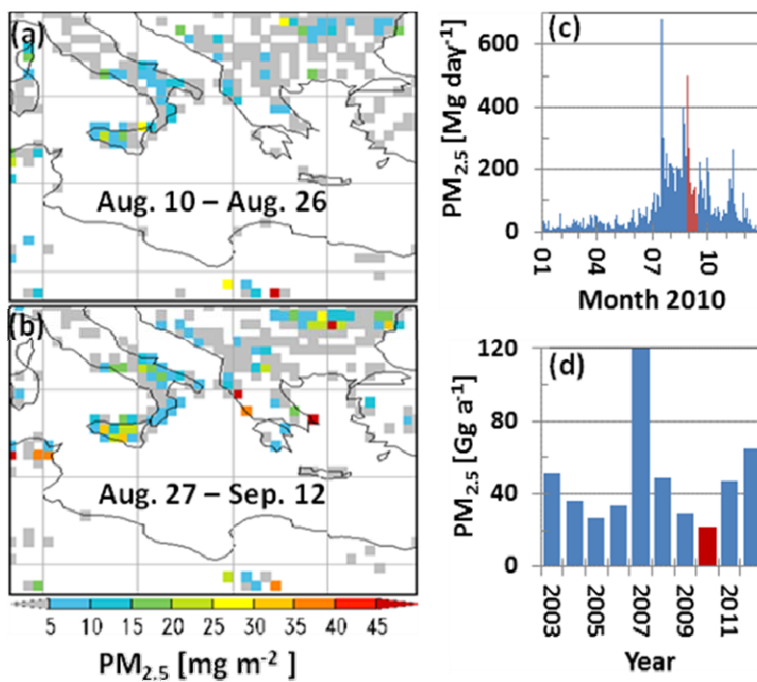 (a)
Aug. 10 – Aug. 26
(b)
Aug. 27 – Sep. 12
5 10 15 20 25 30 35 40 45
PM2.5 [mg m-2 ]
(c)
PM2.5 [Mg day-1]
600
400
200
0
01 04 07 10
Month 2010
(d)
PM2.5 [Gg a-1]
120
80
40
0
2003 2005 2007 2009 2011
Year